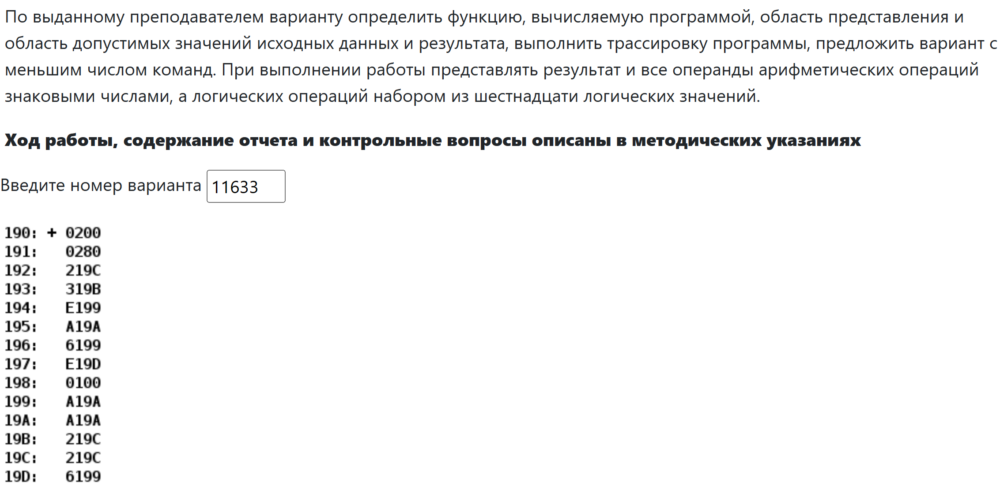 По выданному преподавателем варианту определить функцию, вычисляемую программой, область представления и
область допустимых значений исходных данных и результата, выполнить трассировку программы, предложить вариант с
меньшим числом команд. При выполнении работы представлять результат и все операнды арифметических операций
знаковыми числами, а логических операций набором из шестнадцати логических значений.
Ход работы, содержание отчета и контрольные вопросы описаны в методических указаниях
Введите номер варианта 11633
190: + 0200
191: 0280
192: 219C
193: 319B
194: E199
195: A19A
196: 6199
197: E19D
198: 0100
199: A19A
19A: A19A
19B: 219C
19C: 219C
19D: 6199